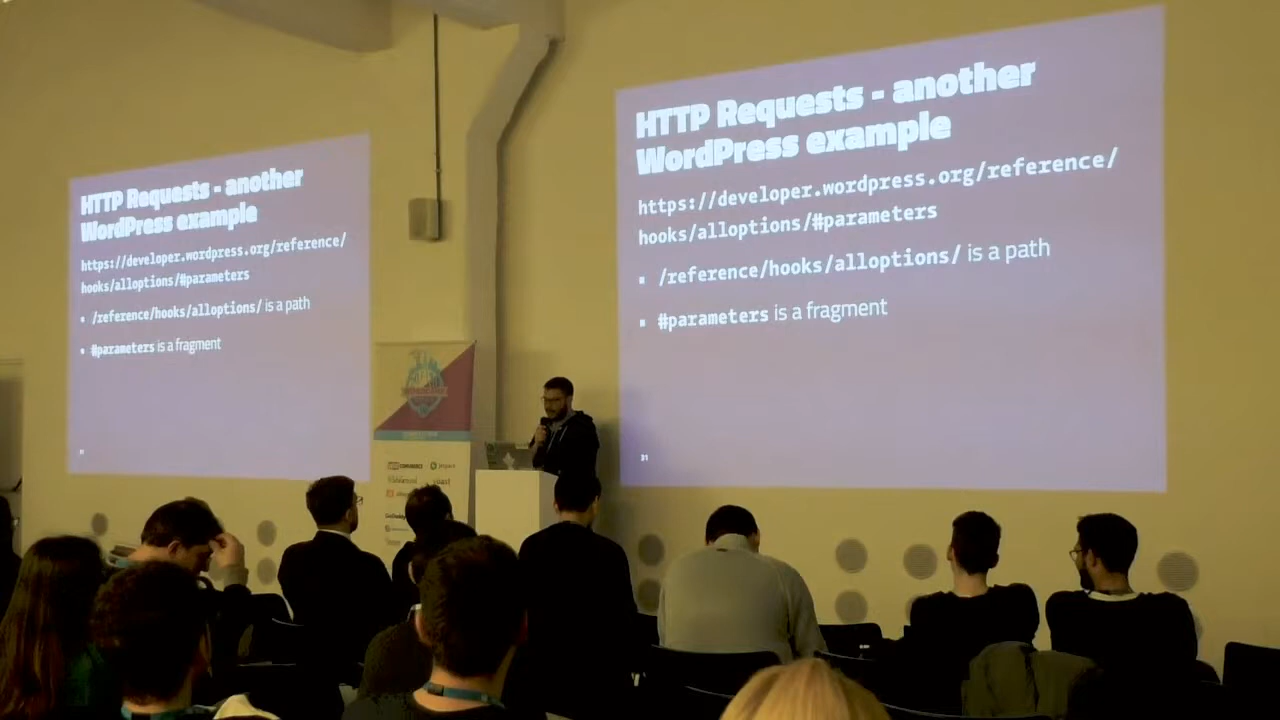 HTTP Requests - another
WordPress example
https://developer.wordpress.org/reference/
hooks/alloptions/#parameters
▪ /reference/hooks/alloptions/ is a path
▪ #parameters is a fragment
HTTP Requests - another
WordPress example
https://developer.wordpress.org/reference/
hooks/alloptions/#parameters
▪ /reference/hooks/alloptions/ is a path
▪ #parameters is a fragment
31